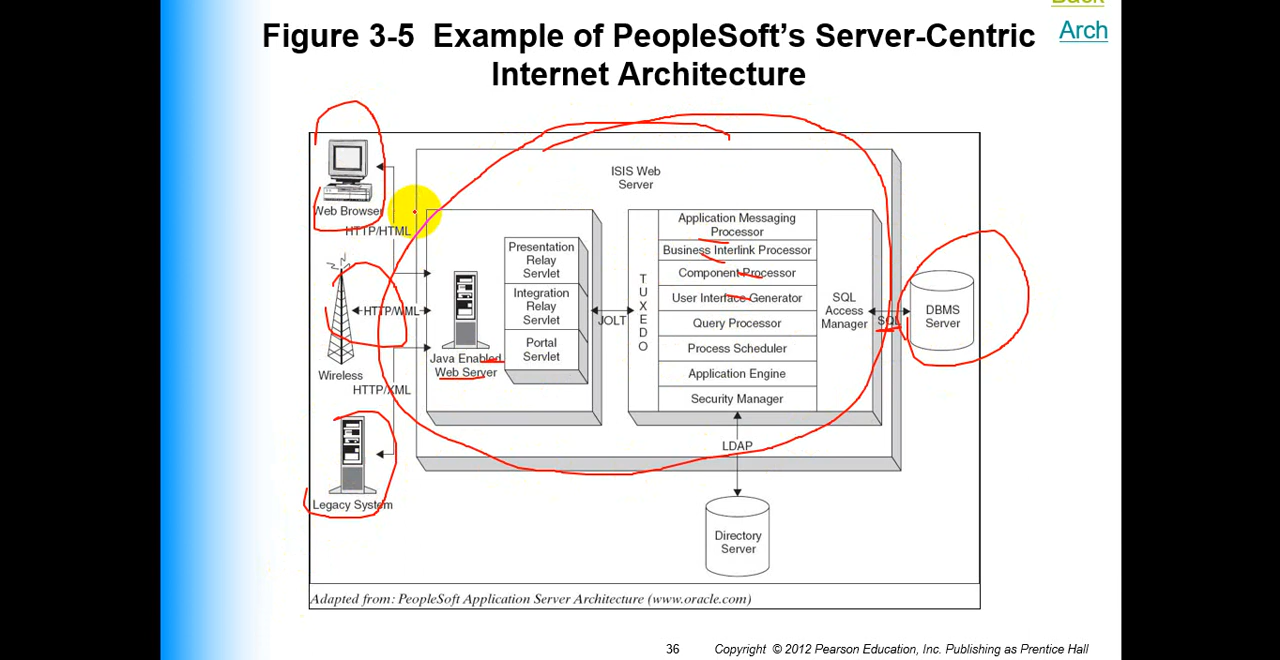 Back
Arch
Figure 3-5 Example of PeopleSoft's Server-Centric
Internet Architecture
Web Browser
HTTP/HTML
HTTP/WML
Wireless
HTTP/XML
Legacy System
ISIS Web
Server
Java Enabled
Web Server
Presentation
Relay
Servlet
Integration
Relay
Servlet
Portal
Servlet
JOLT
TUXEDO
Application Messaging
Processor
Business Interlink Processor
Component Processor
User Interface Generator
Query Processor
Process Scheduler
Application Engine
Security Manager
SQL
Access
Manager
SQL
DBMS
Server
LDAP
Directory
Server
Adapted from: PeopleSoft Application Server Architecture (www.oracle.com)
36 Copyright © 2012 Pearson Education, Inc. Publishing as Prentice Hall